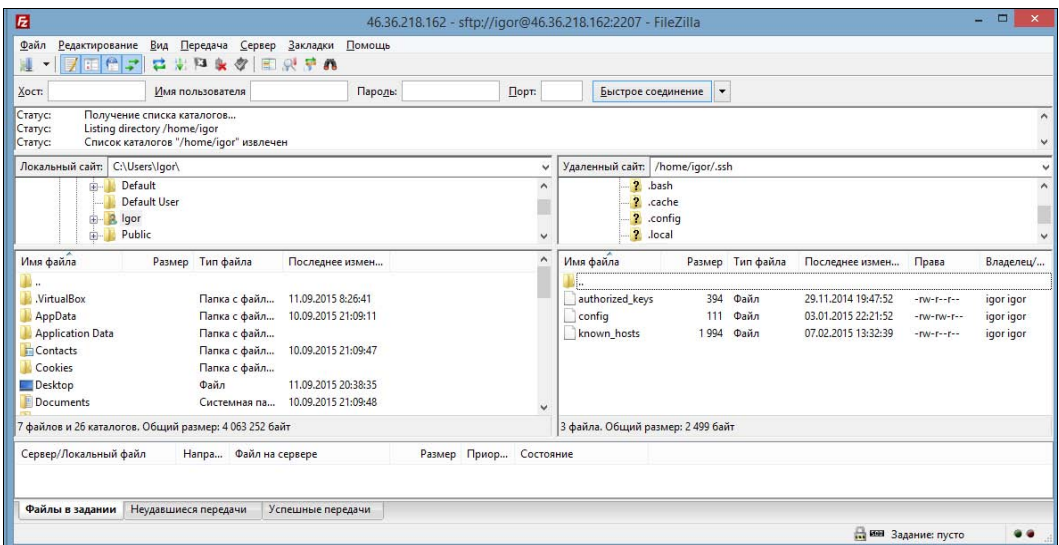 46.36.218.162 - sftp://igor@46.36.218.162:2207 - FileZilla
Файл Редактирование Вид Передача Сервер Закладки Помощь
Хост: Имя пользователя Пароль: Порт: Быстрое соединение
Статус: Получение списка каталогов...
Статус: Listing directory /home/igor
Статус: Список каталогов "/home/igor" извлечен
Локальный сайт: C:\Users\Igor\
Default
Default User
Igor
Public
Удаленный сайт: /home/igor/.ssh
.bash
.cache
.config
.local
Имя файла Размер Тип файла Последнее измен...
..
.VirtualBox Папка с файл... 11.09.2015 8:26:41
AppData Папка с файл... 10.09.2015 21:09:11
Application Data Папка с файл...
Contacts Папка с файл... 10.09.2015 21:09:47
Cookies Папка с файл...
Desktop Файл 11.09.2015 20:38:35
Documents Системная па... 10.09.2015 21:09:48
7 файлов и 26 каталогов. Общий размер: 4 063 252 байт
Имя файла Размер Тип файла Последнее измен... Права Владелец/...
..
authorized_keys 394 Файл 29.11.2014 19:47:52 -rw-r--r-- igor igor
config 111 Файл 03.01.2015 22:21:52 -rw-rw-r-- igor igor
known_hosts 1 994 Файл 07.02.2015 13:32:39 -rw-r--r-- igor igor
3 файла. Общий размер: 2 499 байт
Сервер/Локальный файл Напра... Файл на сервере Размер Приор... Состояние
Файлы в задании Неудавшиеся передачи Успешные передачи
Задание: пусто